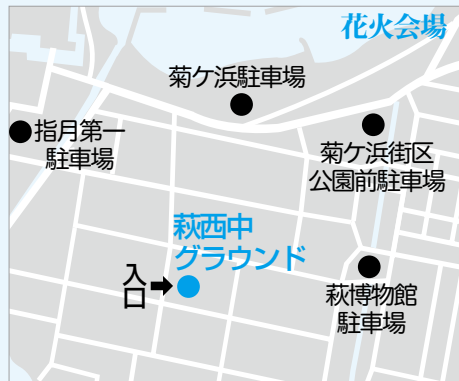 花火会場
菊ケ浜駐車場
指月第一
駐車場
菊ケ浜街区
公園前駐車場
萩西中
グラウンド
入口
萩博物館
駐車場